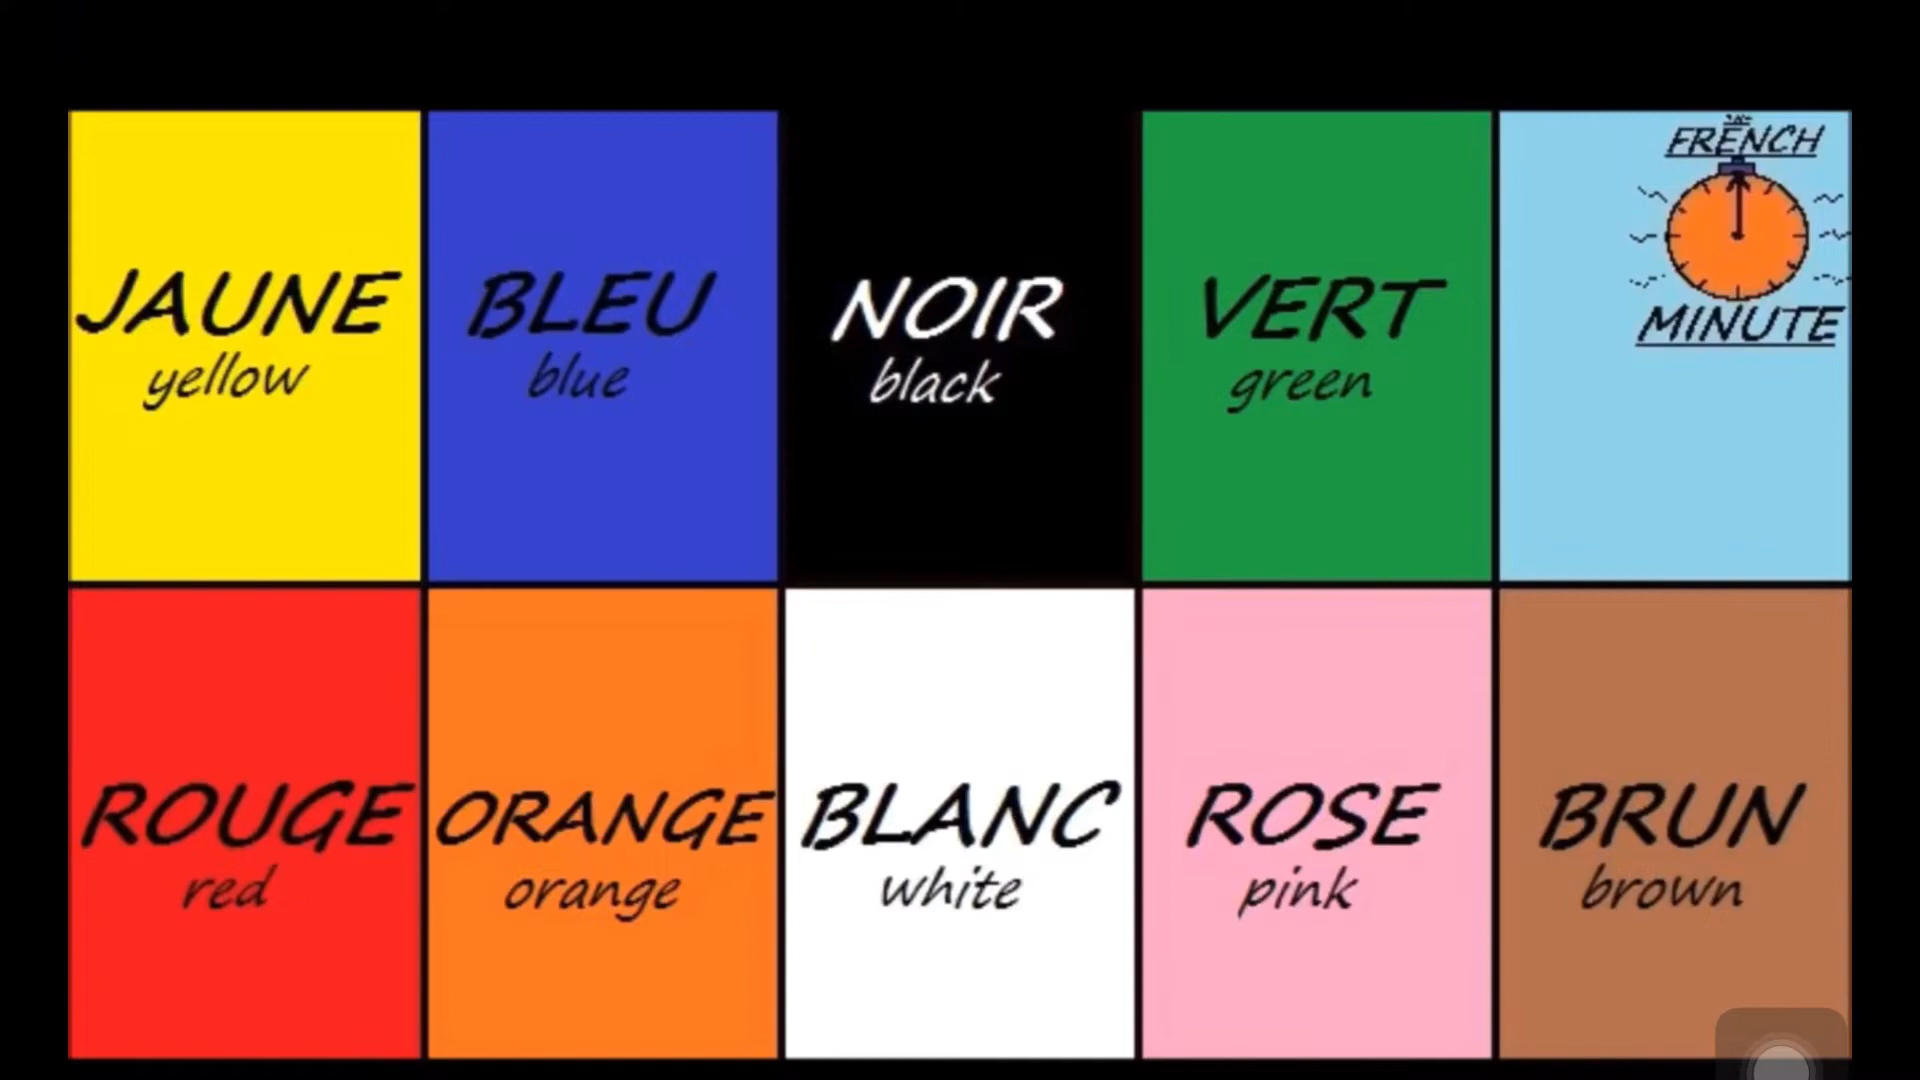 JAUNE
yellow
BLEU
blue
NOIR
black
VERT
green
THE
FRENCH
MINUTE
ROUGE
red
ORANGE
orange
BLANC
white
ROSE
pink
BRUN
brown